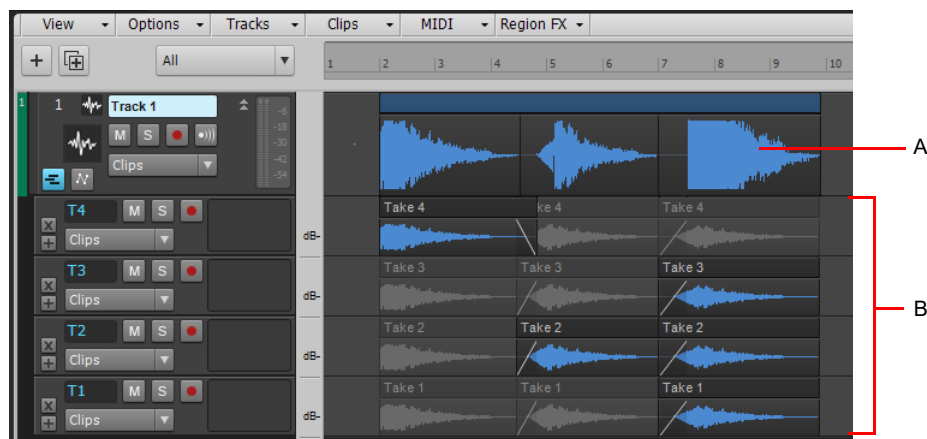 View Options Tracks Clips MIDI Region FX
+ All 1 2 3 4 5 6 7 8 9 10
1 1 Track 1 -6
M S -18
-30
Clips -42
-54
A
T4 M S Take 4 ke 4 Take 4
X
+ Clips dB-
T3 M S Take 3 Take 3 Take 3
X
+ Clips dB-
B
T2 M S Take 2 Take 2 Take 2
X
+ Clips dB-
T1 M S Take 1 Take 1 Take 1
X
+ Clips dB-